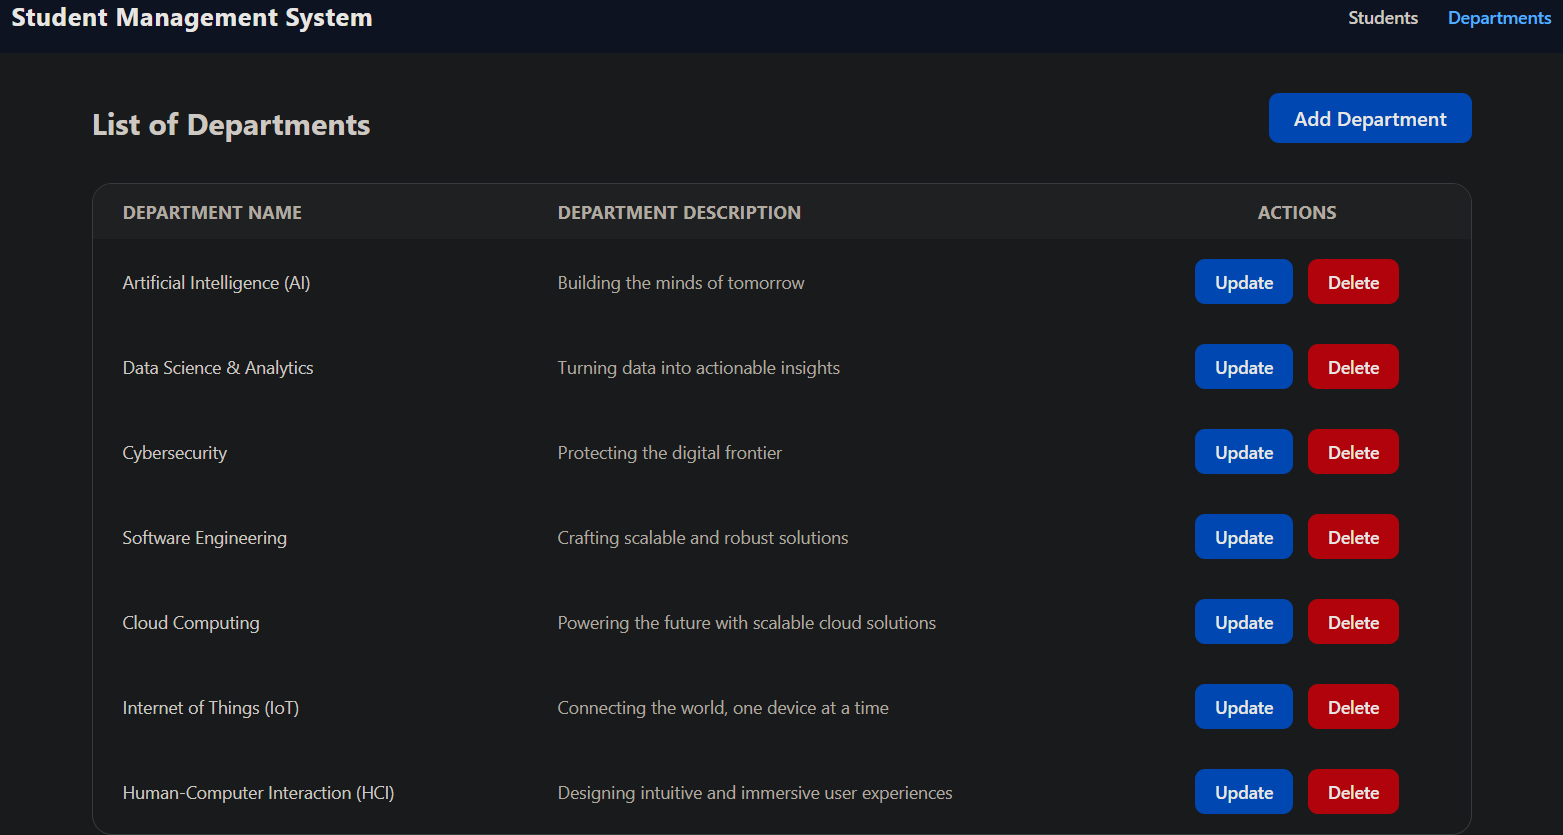 Student Management System Students Departments
List of Departments Add Department
DEPARTMENT NAME DEPARTMENT DESCRIPTION ACTIONS
Artificial Intelligence (AI) Building the minds of tomorrow Update Delete
Data Science & Analytics Turning data into actionable insights Update Delete
Cybersecurity Protecting the digital frontier Update Delete
Software Engineering Crafting scalable and robust solutions Update Delete
Cloud Computing Powering the future with scalable cloud solutions Update Delete
Internet of Things (IoT) Connecting the world, one device at a time Update Delete
Human-Computer Interaction (HCI) Designing intuitive and immersive user experiences Update Delete